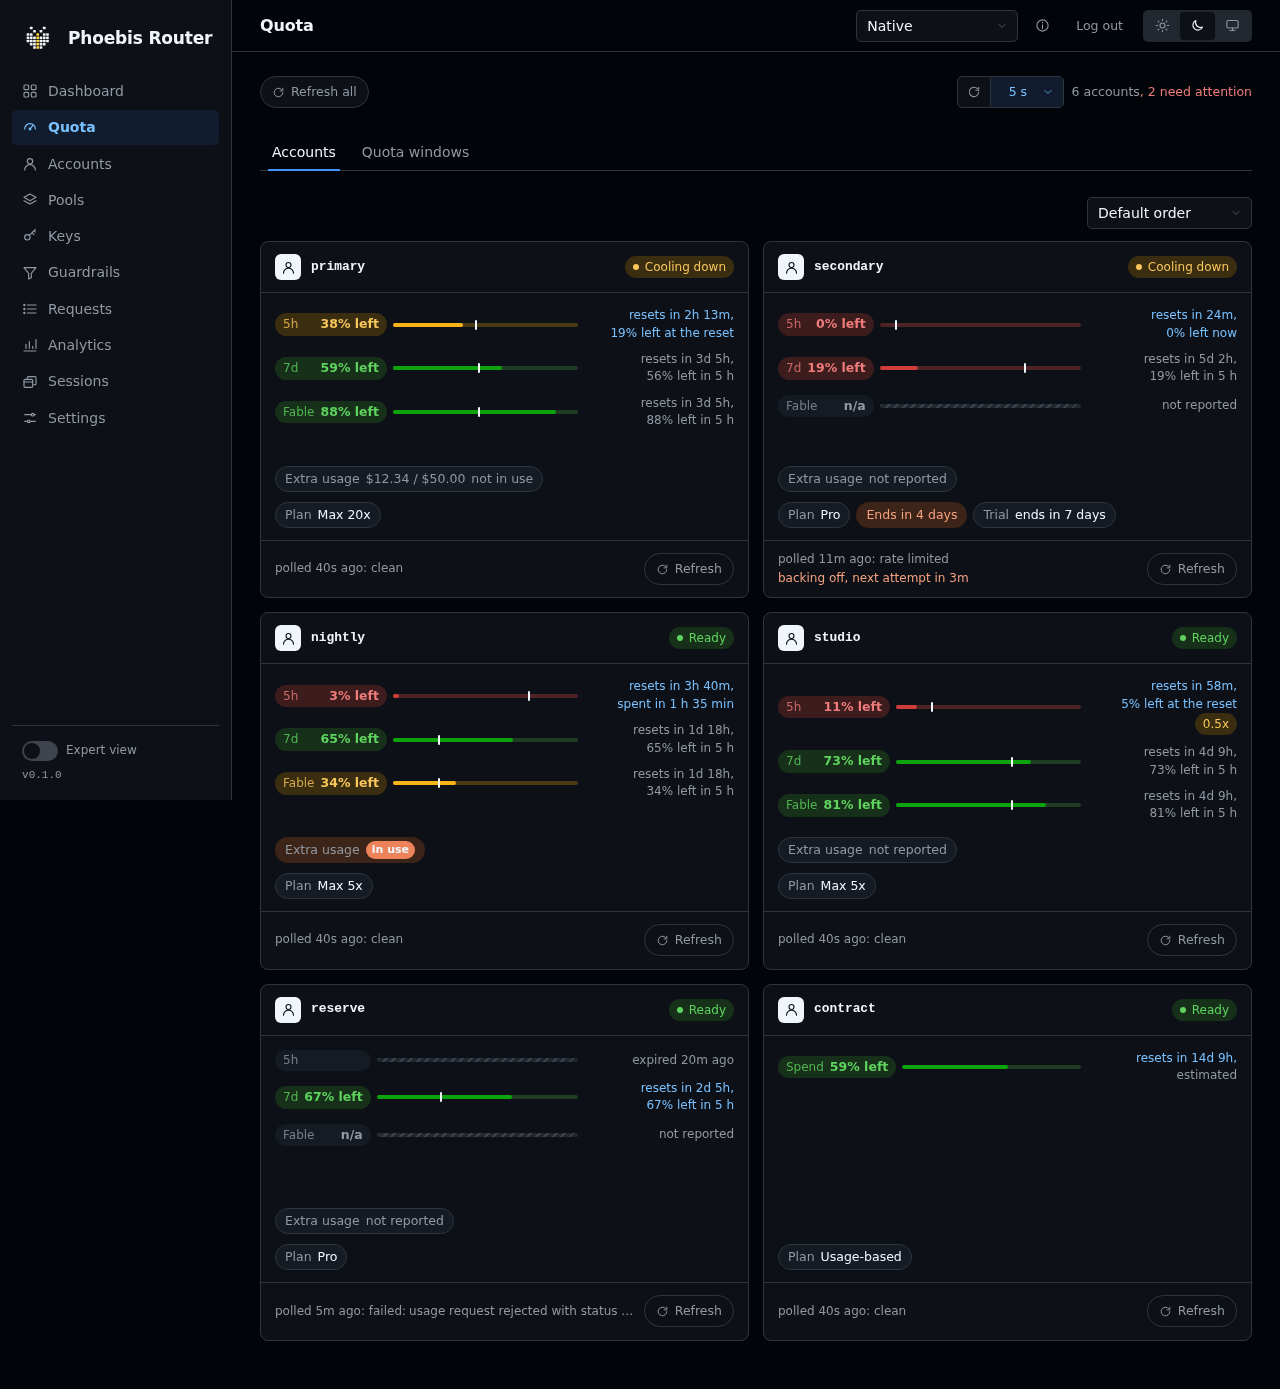 Phoebis Router
Dashboard
Quota
Accounts
Pools
Keys
Guardrails
Requests
Analytics
Sessions
Settings
Expert view
v0.1.0
Quota
Native
Log out
Refresh all
5 s
6 accounts, 2 need attention
Accounts
Quota windows
Default order
primary
Cooling down
5h 38% left
resets in 2h 13m,
19% left at the reset
7d 59% left
resets in 3d 5h,
56% left in 5 h
Fable 88% left
resets in 3d 5h,
88% left in 5 h
Extra usage $12.34 / $50.00 not in use
Plan Max 20x
polled 40s ago: clean
Refresh
secondary
Cooling down
5h 0% left
resets in 24m,
0% left now
7d 19% left
resets in 5d 2h,
19% left in 5 h
Fable n/a
not reported
Extra usage not reported
Plan Pro
Ends in 4 days
Trial ends in 7 days
polled 11m ago: rate limited
backing off, next attempt in 3m
Refresh
nightly
Ready
5h 3% left
resets in 3h 40m,
spent in 1 h 35 min
7d 65% left
resets in 1d 18h,
65% left in 5 h
Fable 34% left
resets in 1d 18h,
34% left in 5 h
Extra usage in use
Plan Max 5x
polled 40s ago: clean
Refresh
studio
Ready
5h 11% left
resets in 58m,
5% left at the reset
0.5x
7d 73% left
resets in 4d 9h,
73% left in 5 h
Fable 81% left
resets in 4d 9h,
81% left in 5 h
Extra usage not reported
Plan Max 5x
polled 40s ago: clean
Refresh
reserve
Ready
5h
expired 20m ago
7d 67% left
resets in 2d 5h,
67% left in 5 h
Fable n/a
not reported
Extra usage not reported
Plan Pro
polled 5m ago: failed: usage request rejected with status ...
Refresh
contract
Ready
Spend 59% left
resets in 14d 9h,
estimated
Plan Usage-based
polled 40s ago: clean
Refresh